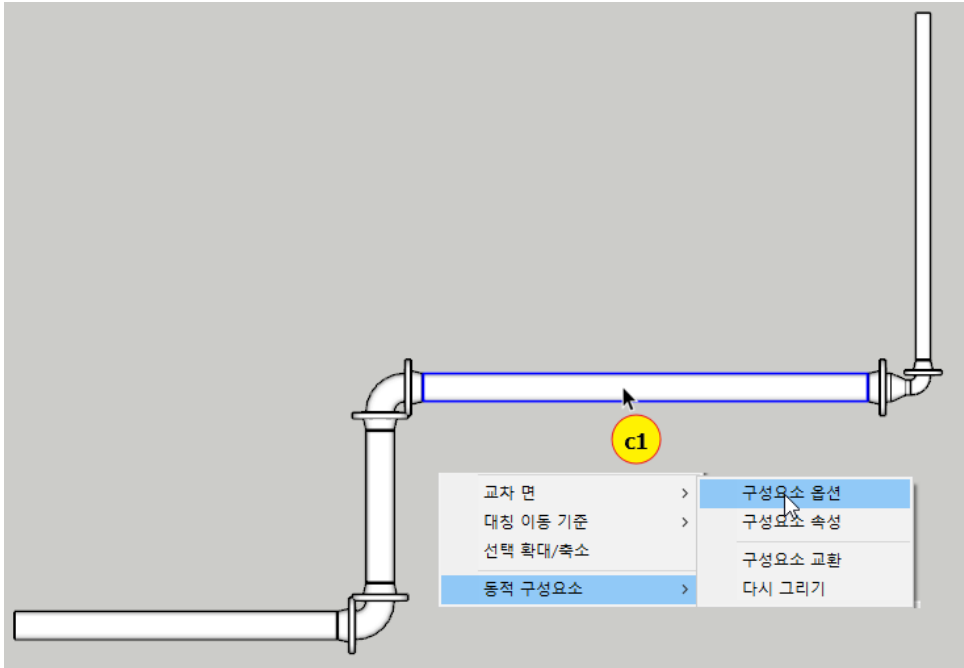 c1
교차 면
대칭 이동 기준
선택 확대/축소
동적 구성요소
구성요소 옵션
구성요소 속성
구성요소 교환
다시 그리기